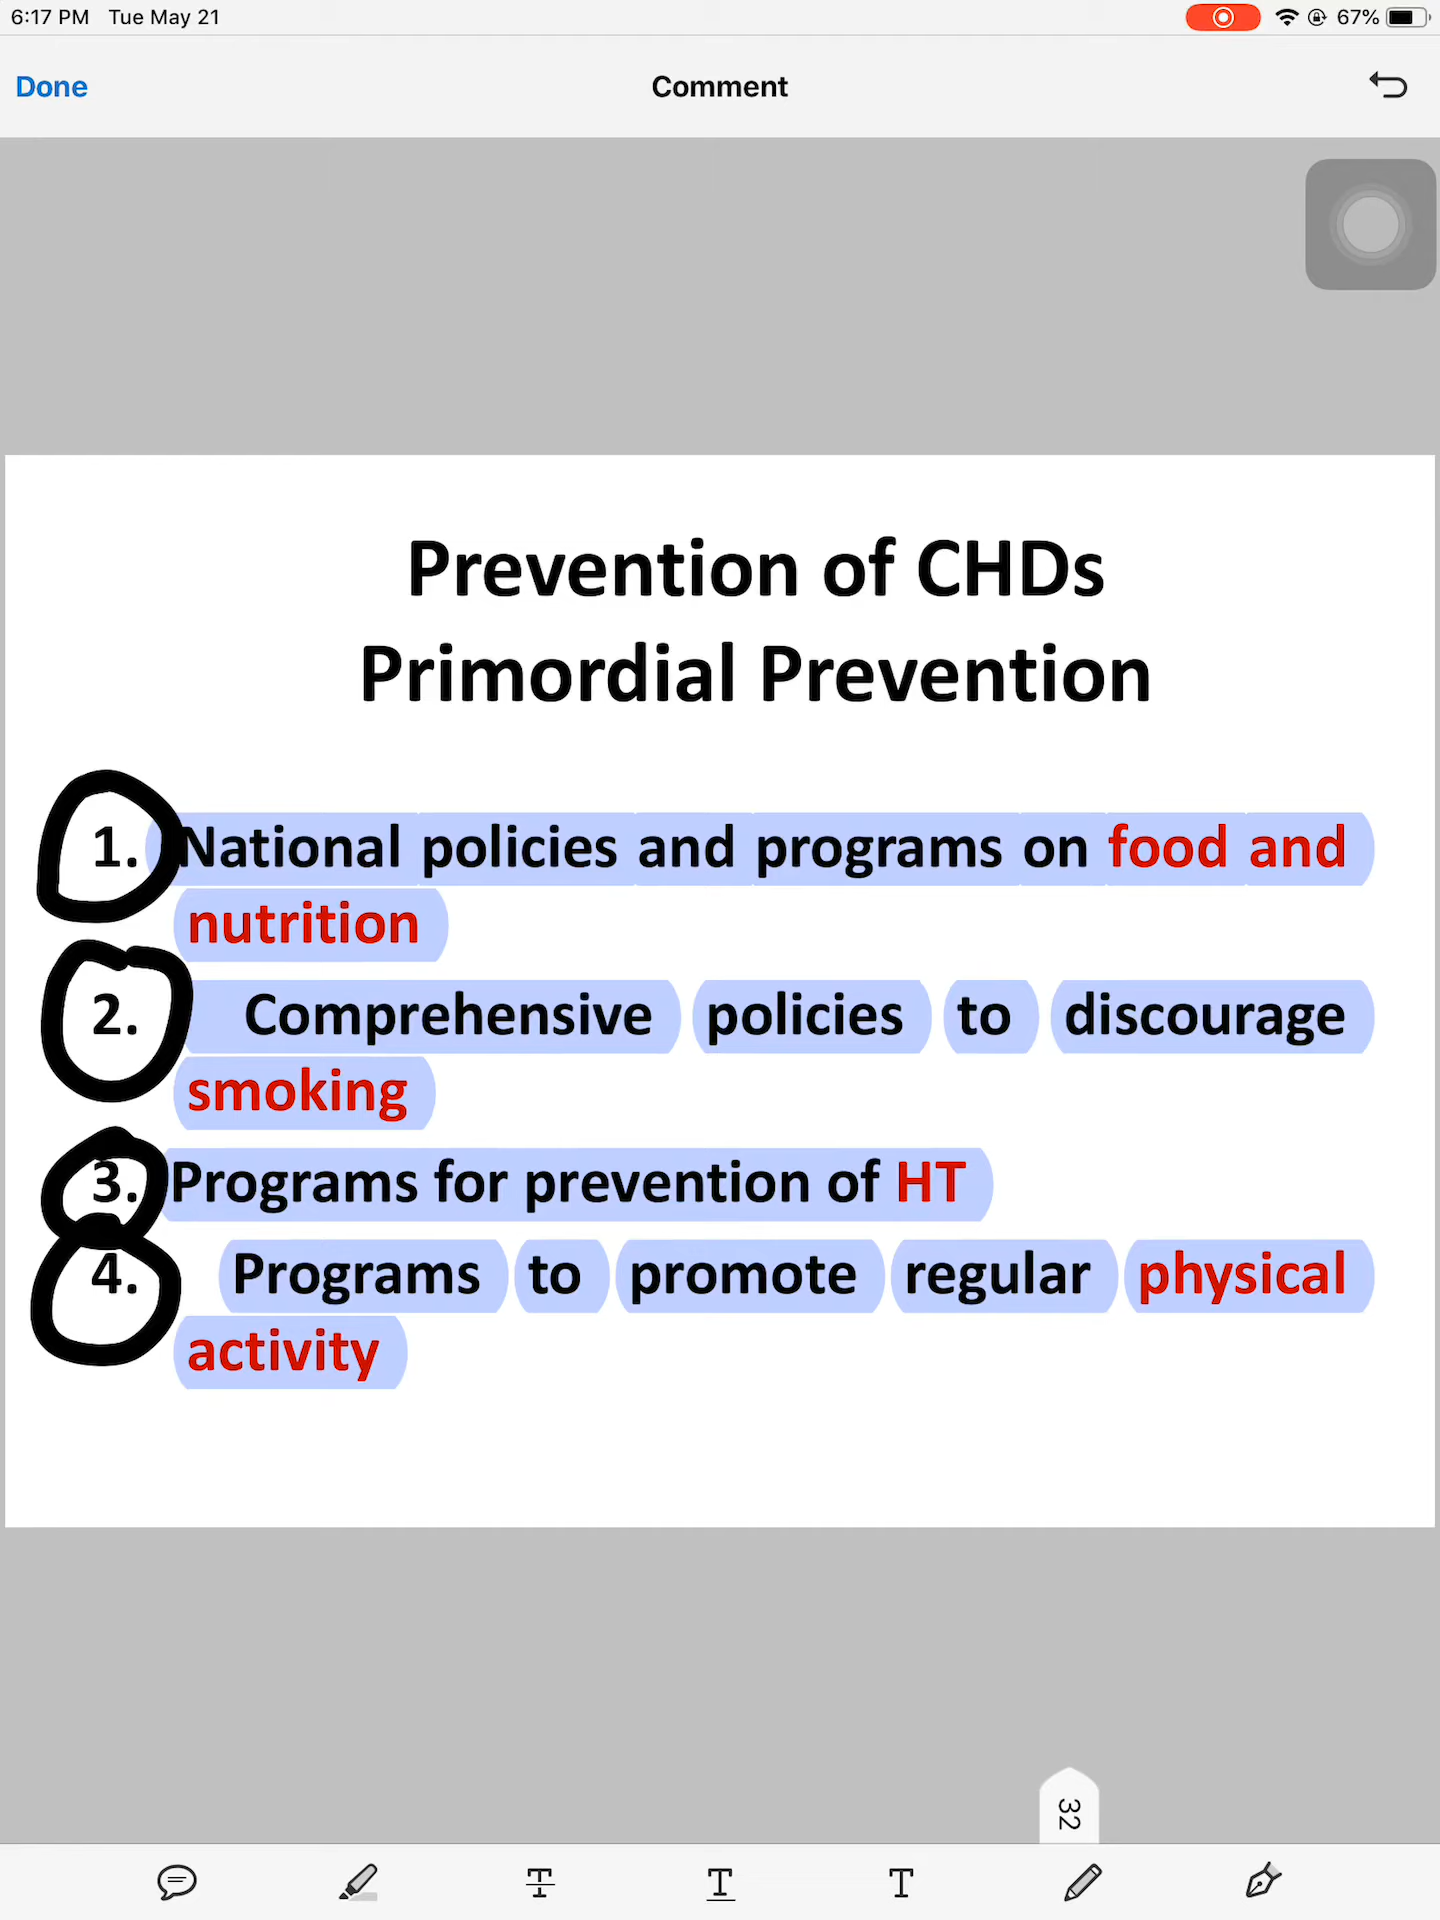 6:17 PM Tue May 21
67%
Done
Comment
Prevention of CHDs
Primordial Prevention
1. National policies and programs on food and
nutrition
2. Comprehensive policies to discourage
smoking
3. Programs for prevention of HT
4. Programs to promote regular physical
activity
32